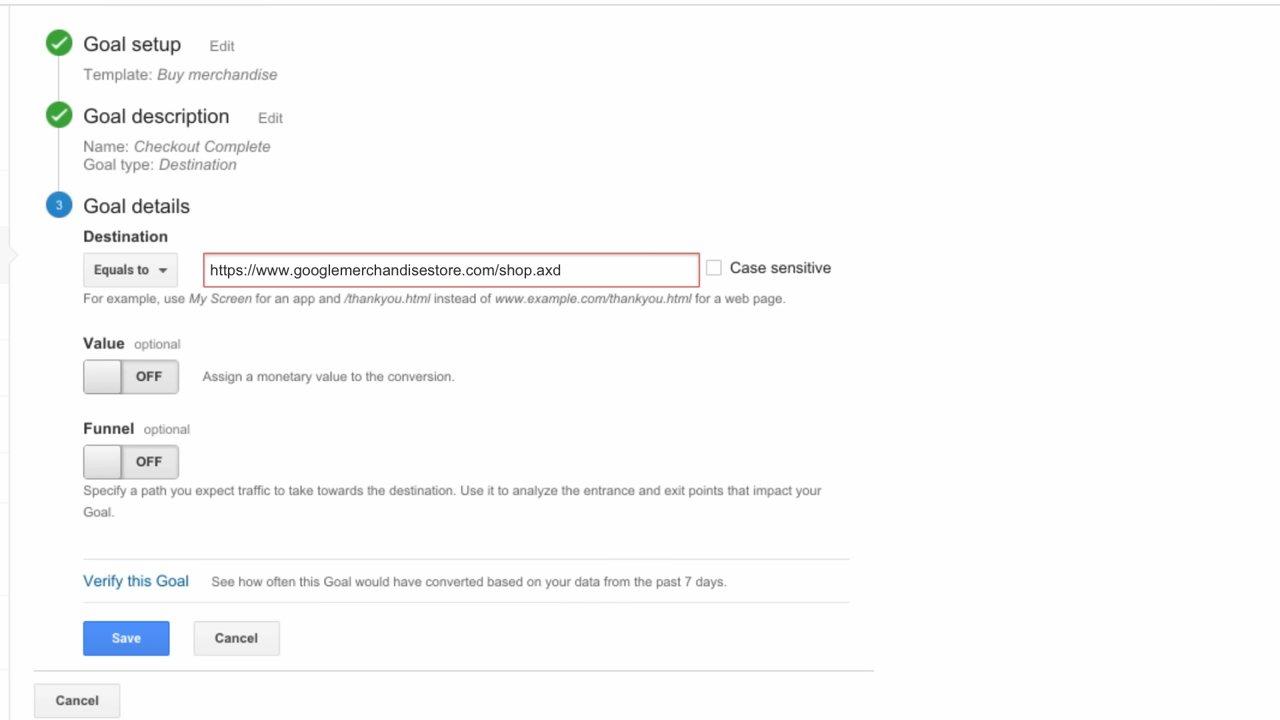 Goal setup Edit
Template: Buy merchandise
Goal description Edit
Name: Checkout Complete
Goal type: Destination
3 Goal details
Destination
Equals to https://www.googlemerchandisestore.com/shop.axd Case sensitive
For example, use My Screen for an app and /thankyou.html instead of www.example.com/thankyou.html for a web page.
Value optional
OFF Assign a monetary value to the conversion.
Funnel optional
OFF
Specify a path you expect traffic to take towards the destination. Use it to analyze the entrance and exit points that impact your
Goal.
Verify this Goal See how often this Goal would have converted based on your data from the past 7 days.
Save Cancel
Cancel